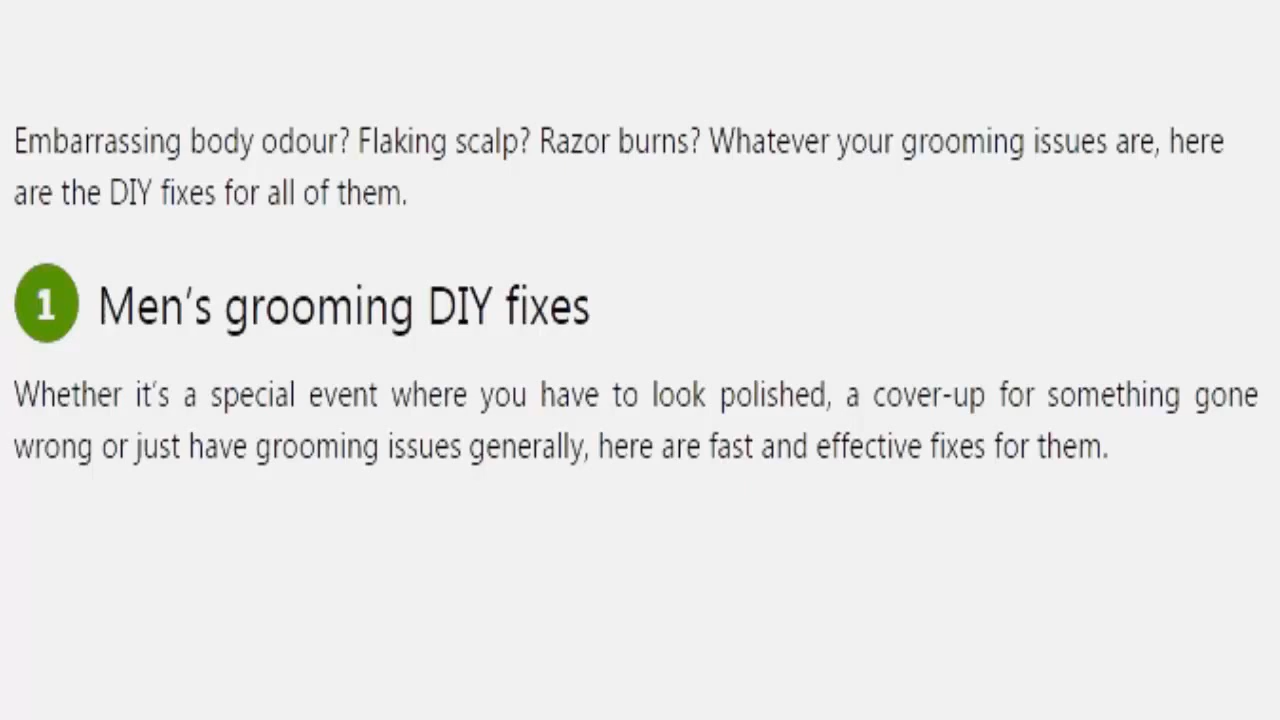 Embarrassing body odour? Flaking scalp? Razor burns? Whatever your grooming issues are, here
are the DIY fixes for all of them.
1 Men's grooming DIY fixes
Whether it's a special event where you have to look polished, a cover-up for something gone
wrong or just have grooming issues generally, here are fast and effective fixes for them.